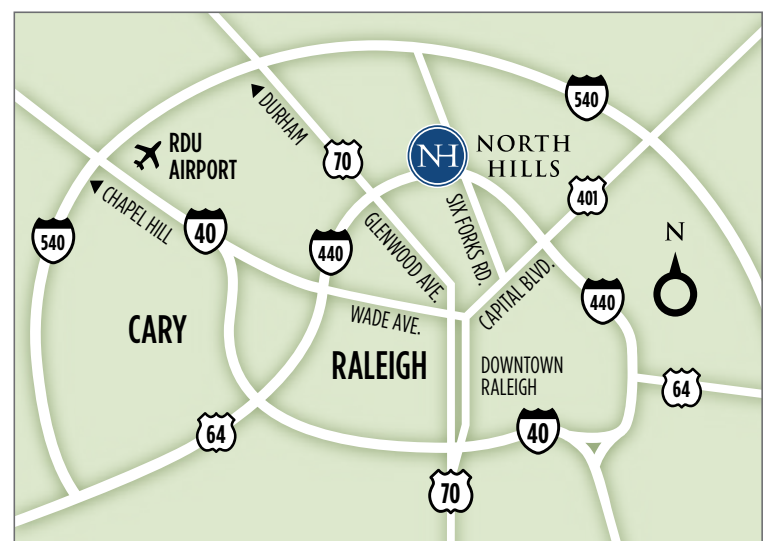 540
DURHAM
RDU
AIRPORT
70
NH
NORTH
HILLS
401
CHAPEL HILL
540
40
440
GLENWOOD AVE.
SIX FORKS RD.
N
CAPITAL BLVD.
440
WADE AVE.
CARY
RALEIGH
DOWNTOWN
RALEIGH
64
64
40
70